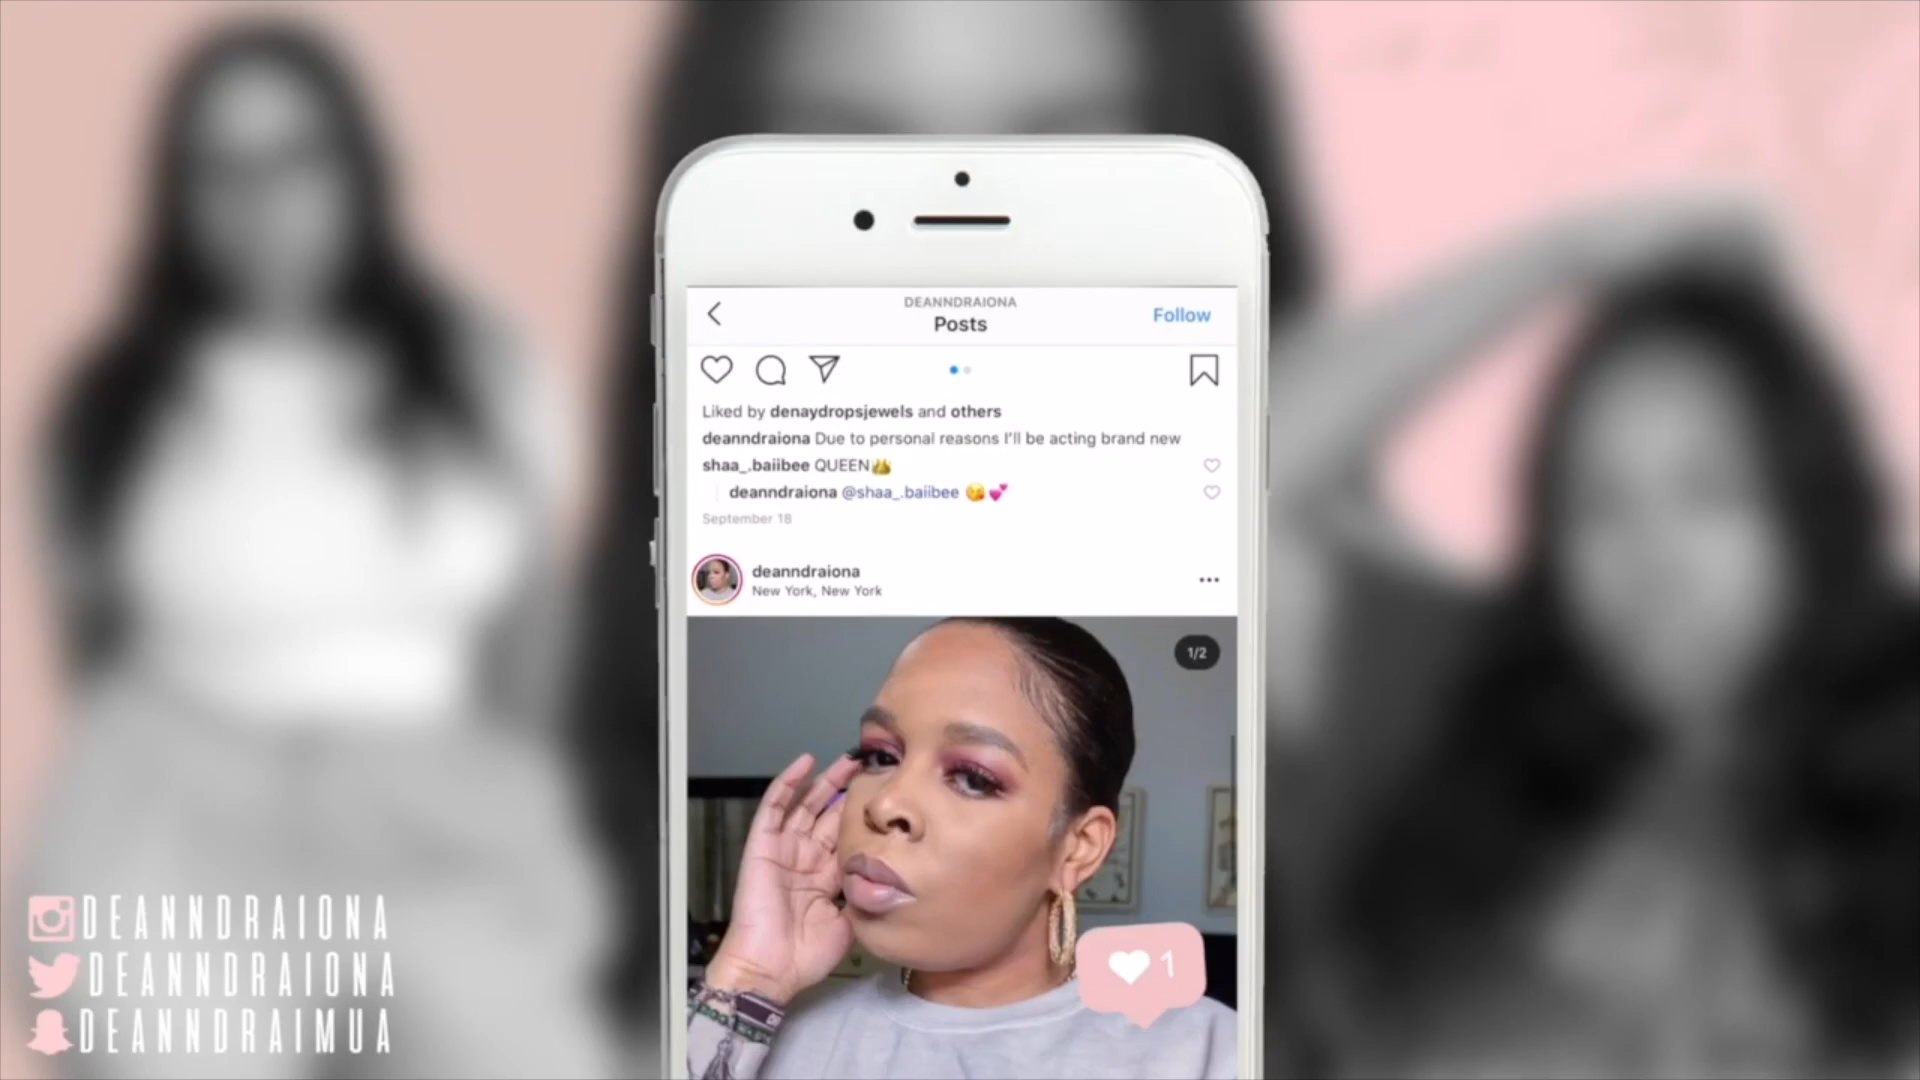 DEANNDRAIONA
Posts
Follow
Liked by denaydropsjewels and others
deanndraiona Due to personal reasons I'll be acting brand new
shaa_.baiibee QUEEN
deanndraiona @shaa_.baiibee 😘💕
September 18
deanndraiona
New York, New York
1/2
1
DEANNDRAIONA
DEANNDRAIONA
DEANNDRAIMUA